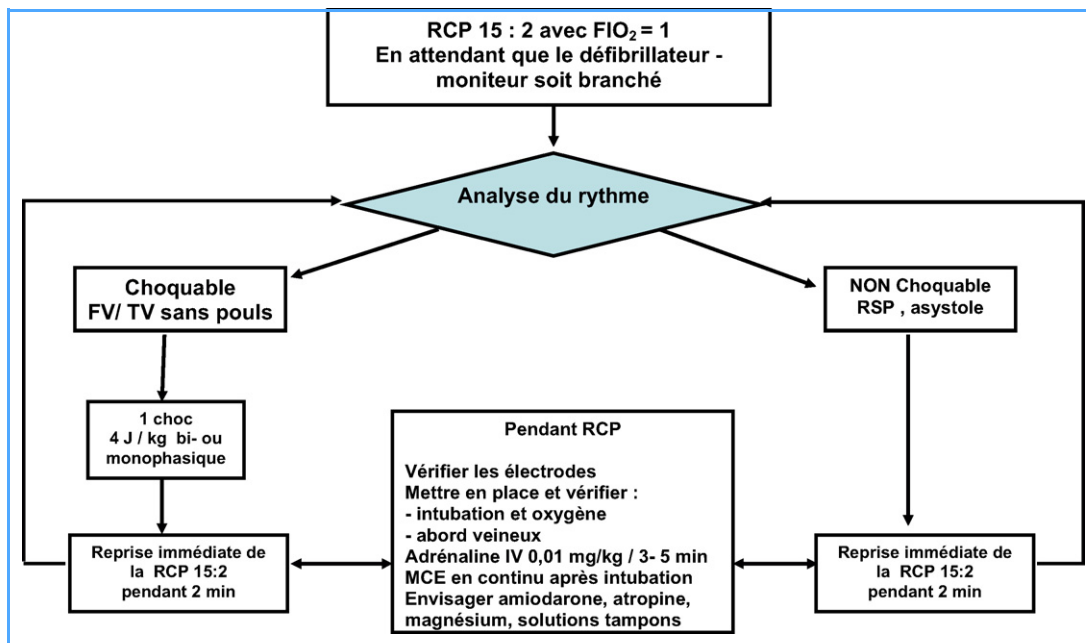 RCP 15 : 2 avec FIO₂ = 1
En attendant que le défibrillateur -
moniteur soit branché
Analyse du rythme
Choquable
FV/ TV sans pouls
NON Choquable
RSP , asystole
1 choc
4 J / kg bi- ou
monophasique
Pendant RCP
Vérifier les électrodes
Mettre en place et vérifier :
- intubation et oxygène
- abord veineux
Adrénaline IV 0,01 mg/kg / 3- 5 min
MCE en continu après intubation
Envisager amiodarone, atropine,
magnésium, solutions tampons
Reprise immédiate de
la RCP 15:2
pendant 2 min
Reprise immédiate de
la RCP 15:2
pendant 2 min